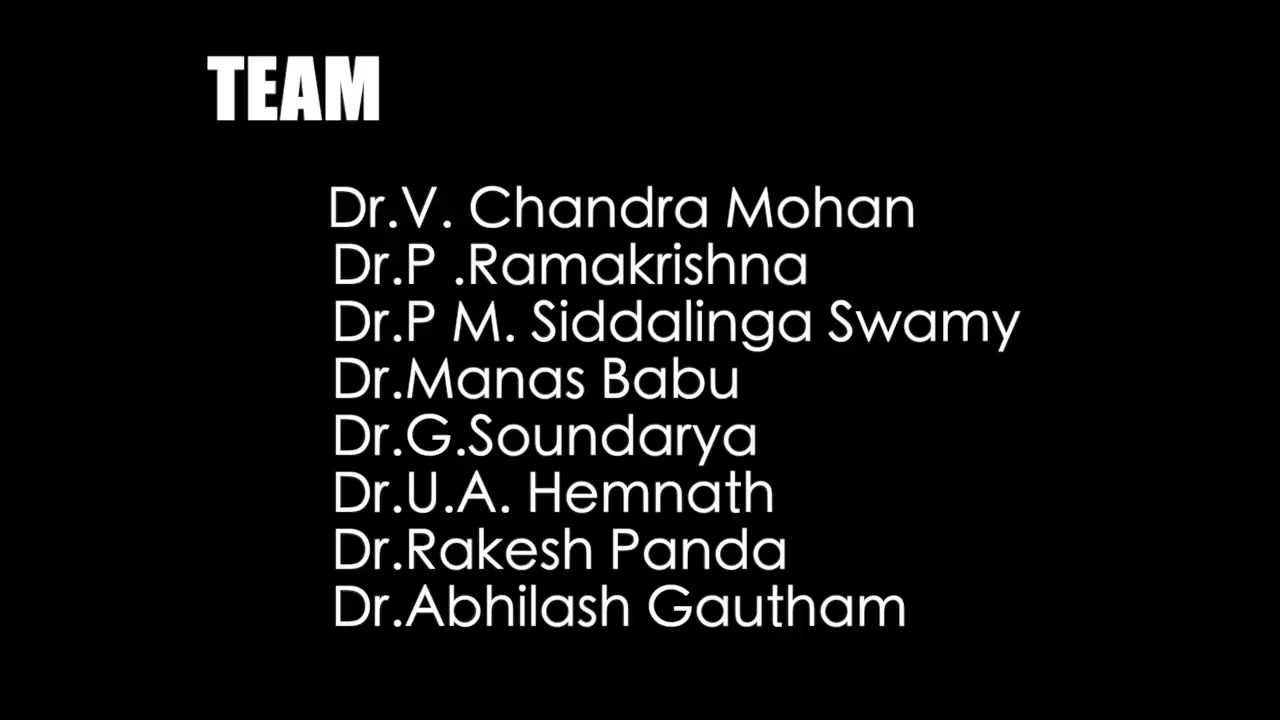 TEAM
Dr.V. Chandra Mohan
Dr.P .Ramakrishna
Dr.P M. Siddalinga Swamy
Dr.Manas Babu
Dr.G.Soundarya
Dr.U.A. Hemnath
Dr.Rakesh Panda
Dr.Abhilash Gautham